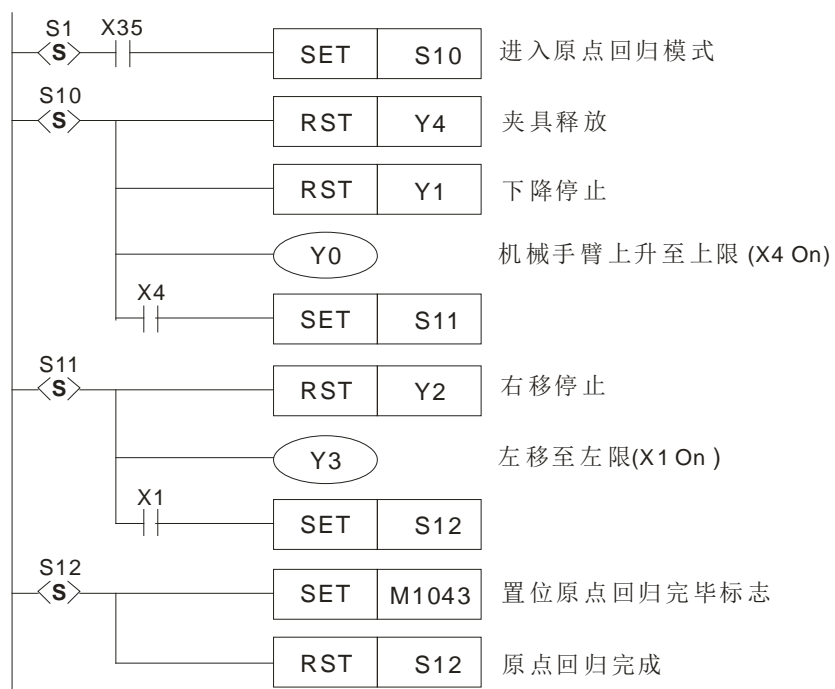 S1 X35
S SET S10 进入原点回归模式
S10
S RST Y4 夹具释放
RST Y1 下降停止
Y0 机械手臂上升至上限 (X4 On)
X4
SET S11
S11
S RST Y2 右移停止
Y3 左移至左限(X1 On )
X1
SET S12
S12
S SET M1043 置位原点回归完毕标志
RST S12 原点回归完成